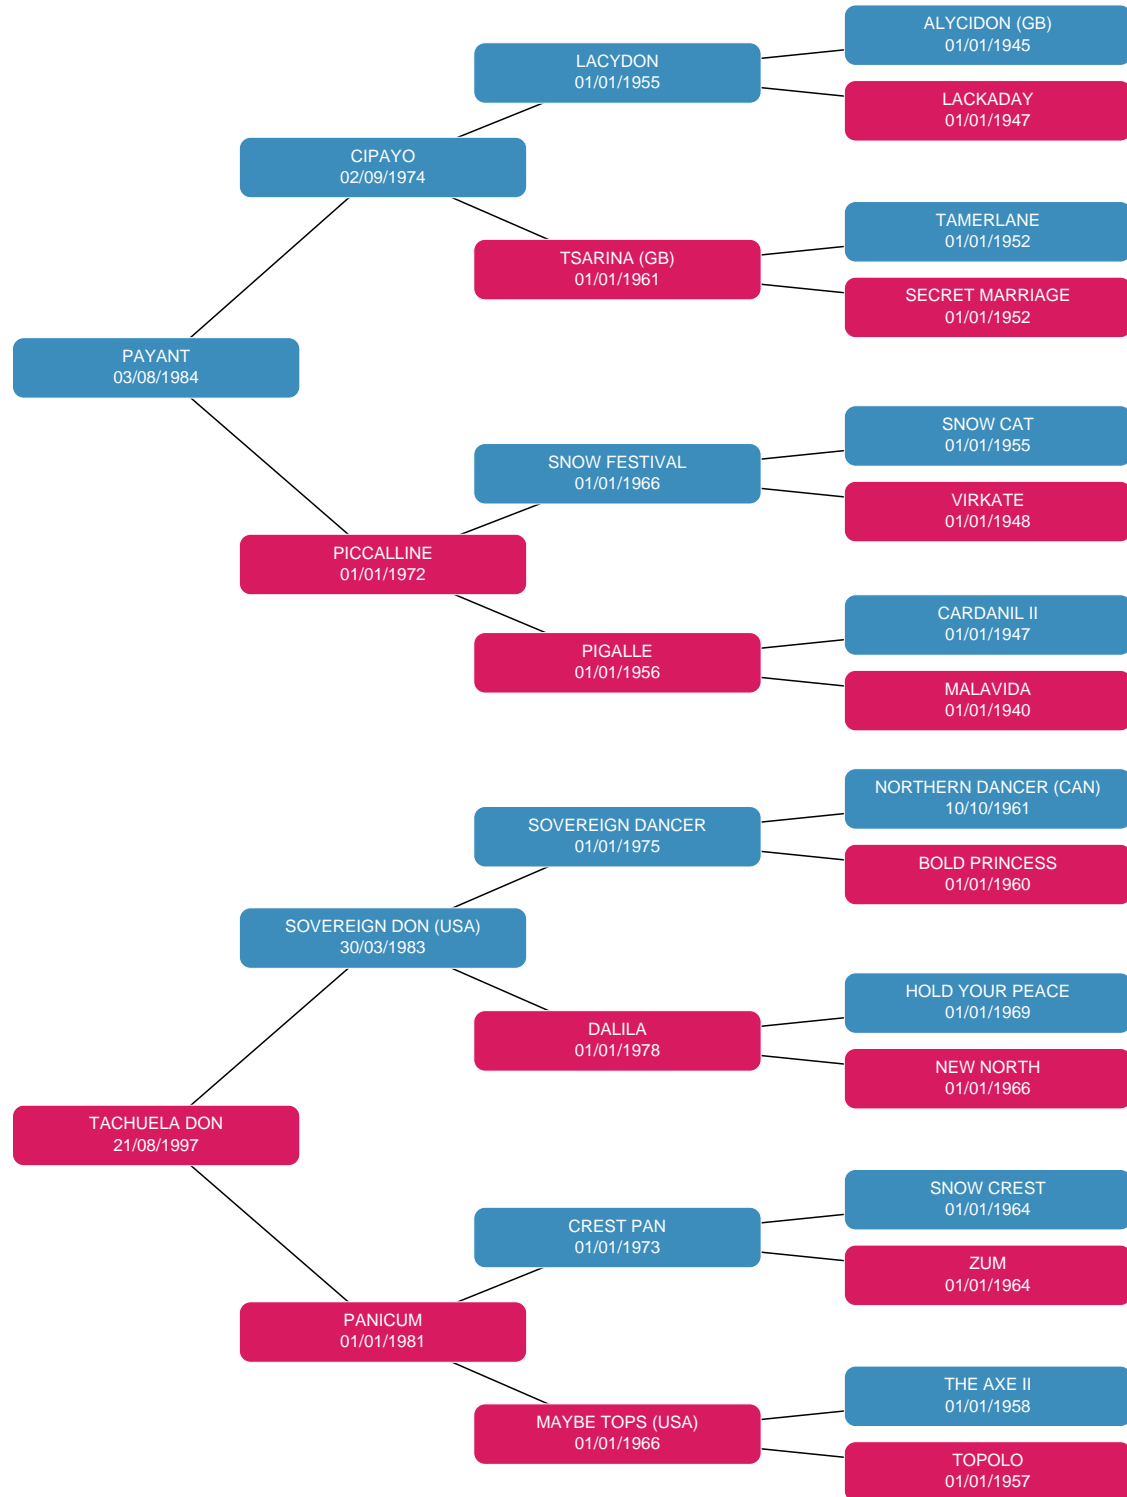 ALYCIDON (GB)
01/01/1945
LACYDON
01/01/1955
LACKADAY
01/01/1947
CIPAYO
02/09/1974
TAMERLANE
01/01/1952
TSARINA (GB)
01/01/1961
SECRET MARRIAGE
01/01/1952
PAYANT
03/08/1984
SNOW CAT
01/01/1955
SNOW FESTIVAL
01/01/1966
VIRKATE
01/01/1948
PICCALLINE
01/01/1972
CARDANIL II
01/01/1947
PIGALLE
01/01/1956
MALAVIDA
01/01/1940
NORTHERN DANCER (CAN)
10/10/1961
SOVEREIGN DANCER
01/01/1975
BOLD PRINCESS
01/01/1960
SOVEREIGN DON (USA)
30/03/1983
HOLD YOUR PEACE
01/01/1969
DALILA
01/01/1978
NEW NORTH
01/01/1966
TACHUELA DON
21/08/1997
SNOW CREST
01/01/1964
CREST PAN
01/01/1973
ZUM
01/01/1964
PANICUM
01/01/1981
THE AXE II
01/01/1958
MAYBE TOPS (USA)
01/01/1966
TOPOLO
01/01/1957